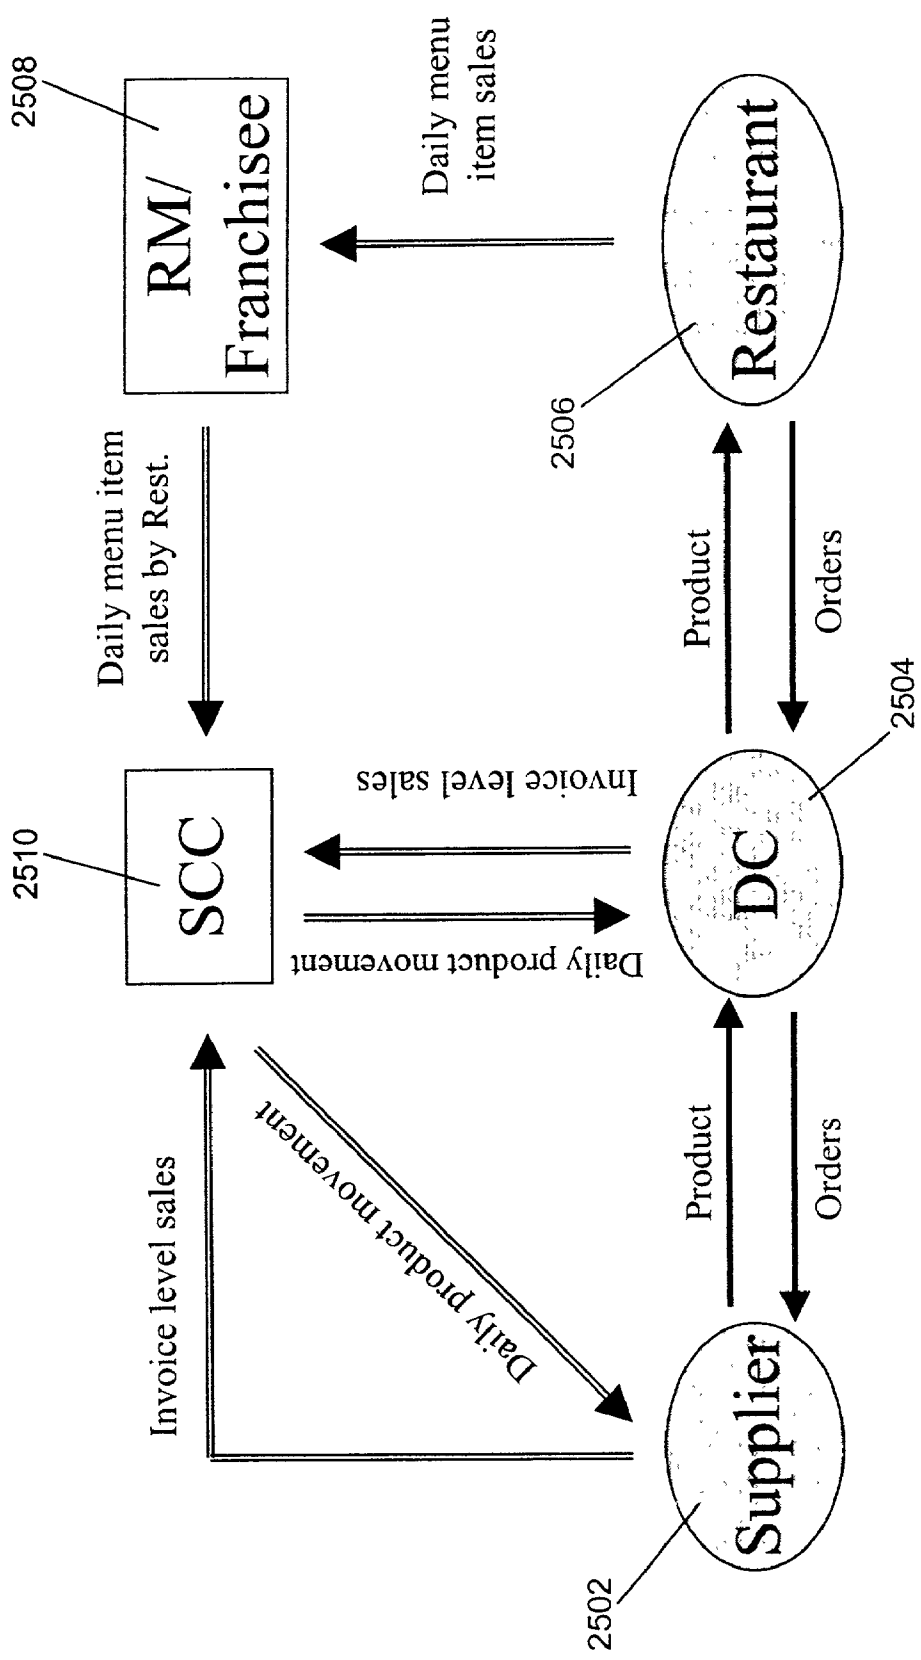 2510
2508
Invoice level sales
Daily menu item
sales by Rest.
SCC
RM/
Franchisee
Daily product
movement
Daily product movement
Invoice level sales
Daily menu
item sales
2506
2502
Product
Product
Supplier
DC
Restaurant
Orders
Orders
2504